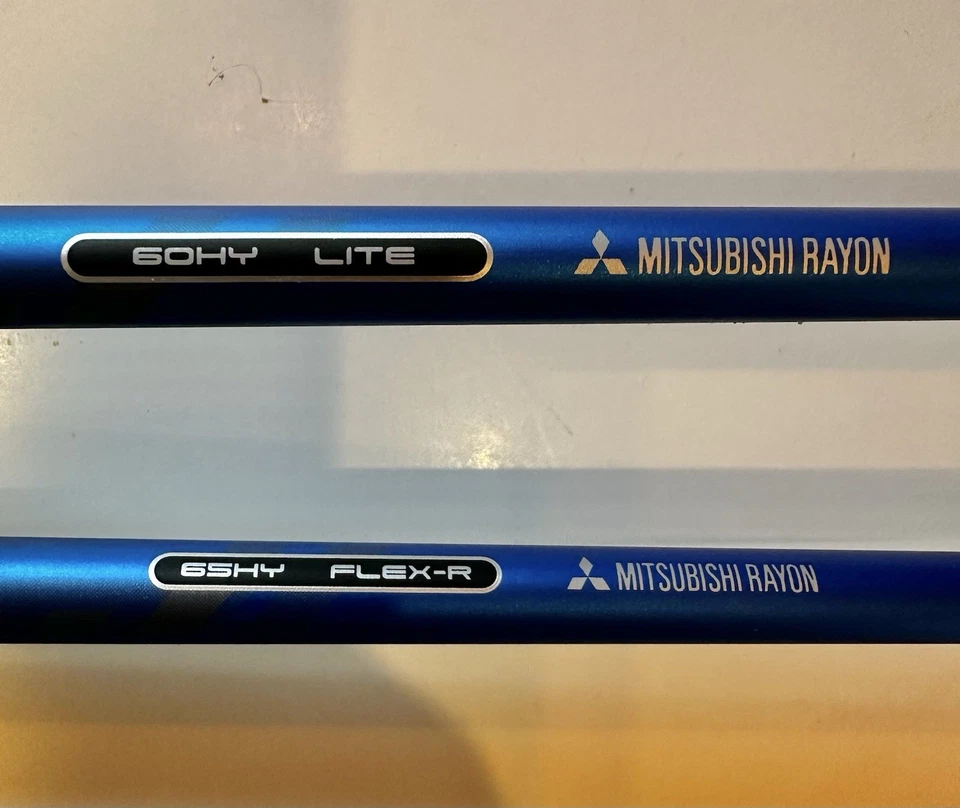 60HY LITE MITSUBISHI RAYON
65HY FLEX-R MITSUBISHI RAYON